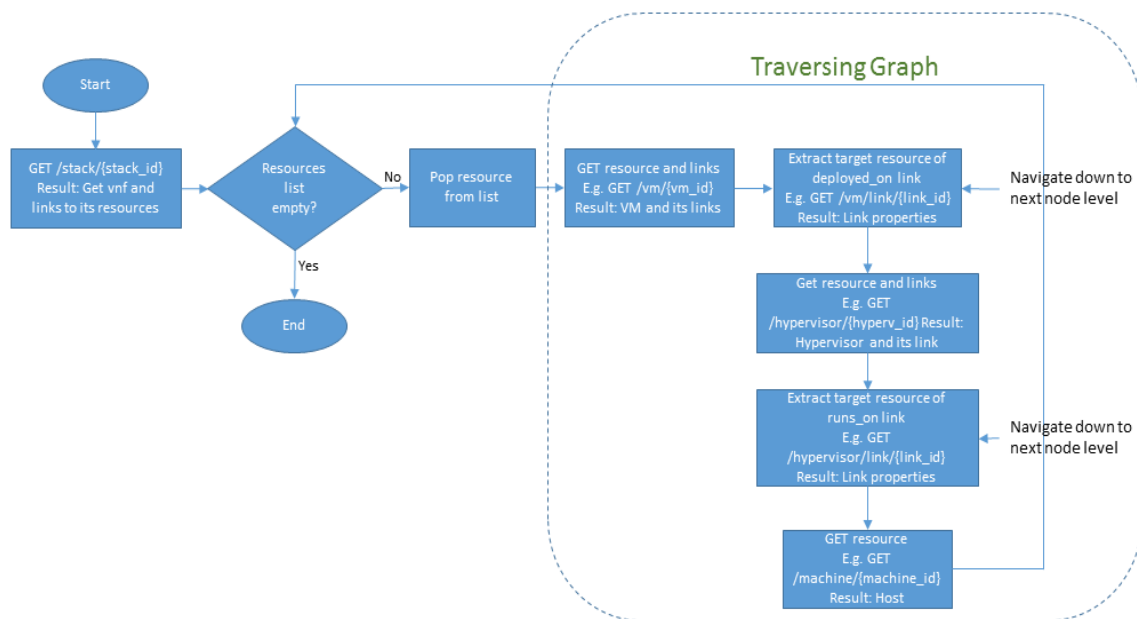 Traversing Graph
Start
GET /stack/{stack_id}
Result: Get vnf and
links to its resources
Resources
list
empty?
No
Yes
End
Pop resource
from list
GET resource and links
E.g. GET /vm/{vm_id}
Result: VM and its links
Extract target resource of
deployed_on link
E.g. GET /vm/link/{link_id}
Result: Link properties
Navigate down to
next node level
Get resource and links
E.g. GET
/hypervisor/{hyperv_id} Result:
Hypervisor and its link
Extract target resource of
runs_on link
E.g. GET
/hypervisor/link/{link_id}
Result: Link properties
Navigate down to
next node level
GET resource
E.g. GET
/machine/{machine_id}
Result: Host